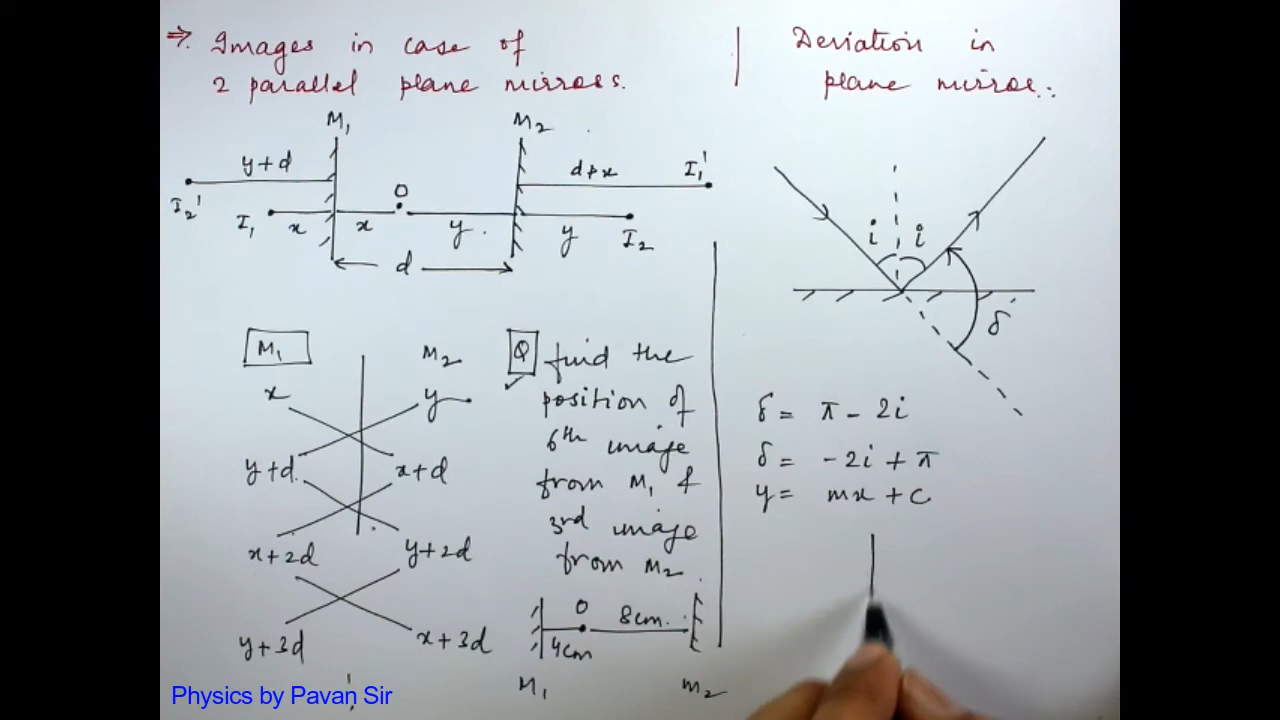 ⇒. Images in case of
2 parallel plane mirrors.
M₁ M₂
y+d d+x I₁'
I₂' I₁ x x O y. y I₂
d
M₁ M₂
x y
y+d. x+d
x+2d y+2d
y+3d x+3d
Q find the
position of
6th image
from M₁ &
3rd image
from M₂.
O 8cm.
4cm
M₁ M₂
Deviation in
plane mirror.:
i i
δ
δ = π - 2i
δ = -2i + π
y = mx + c
Physics by Pavan Sir